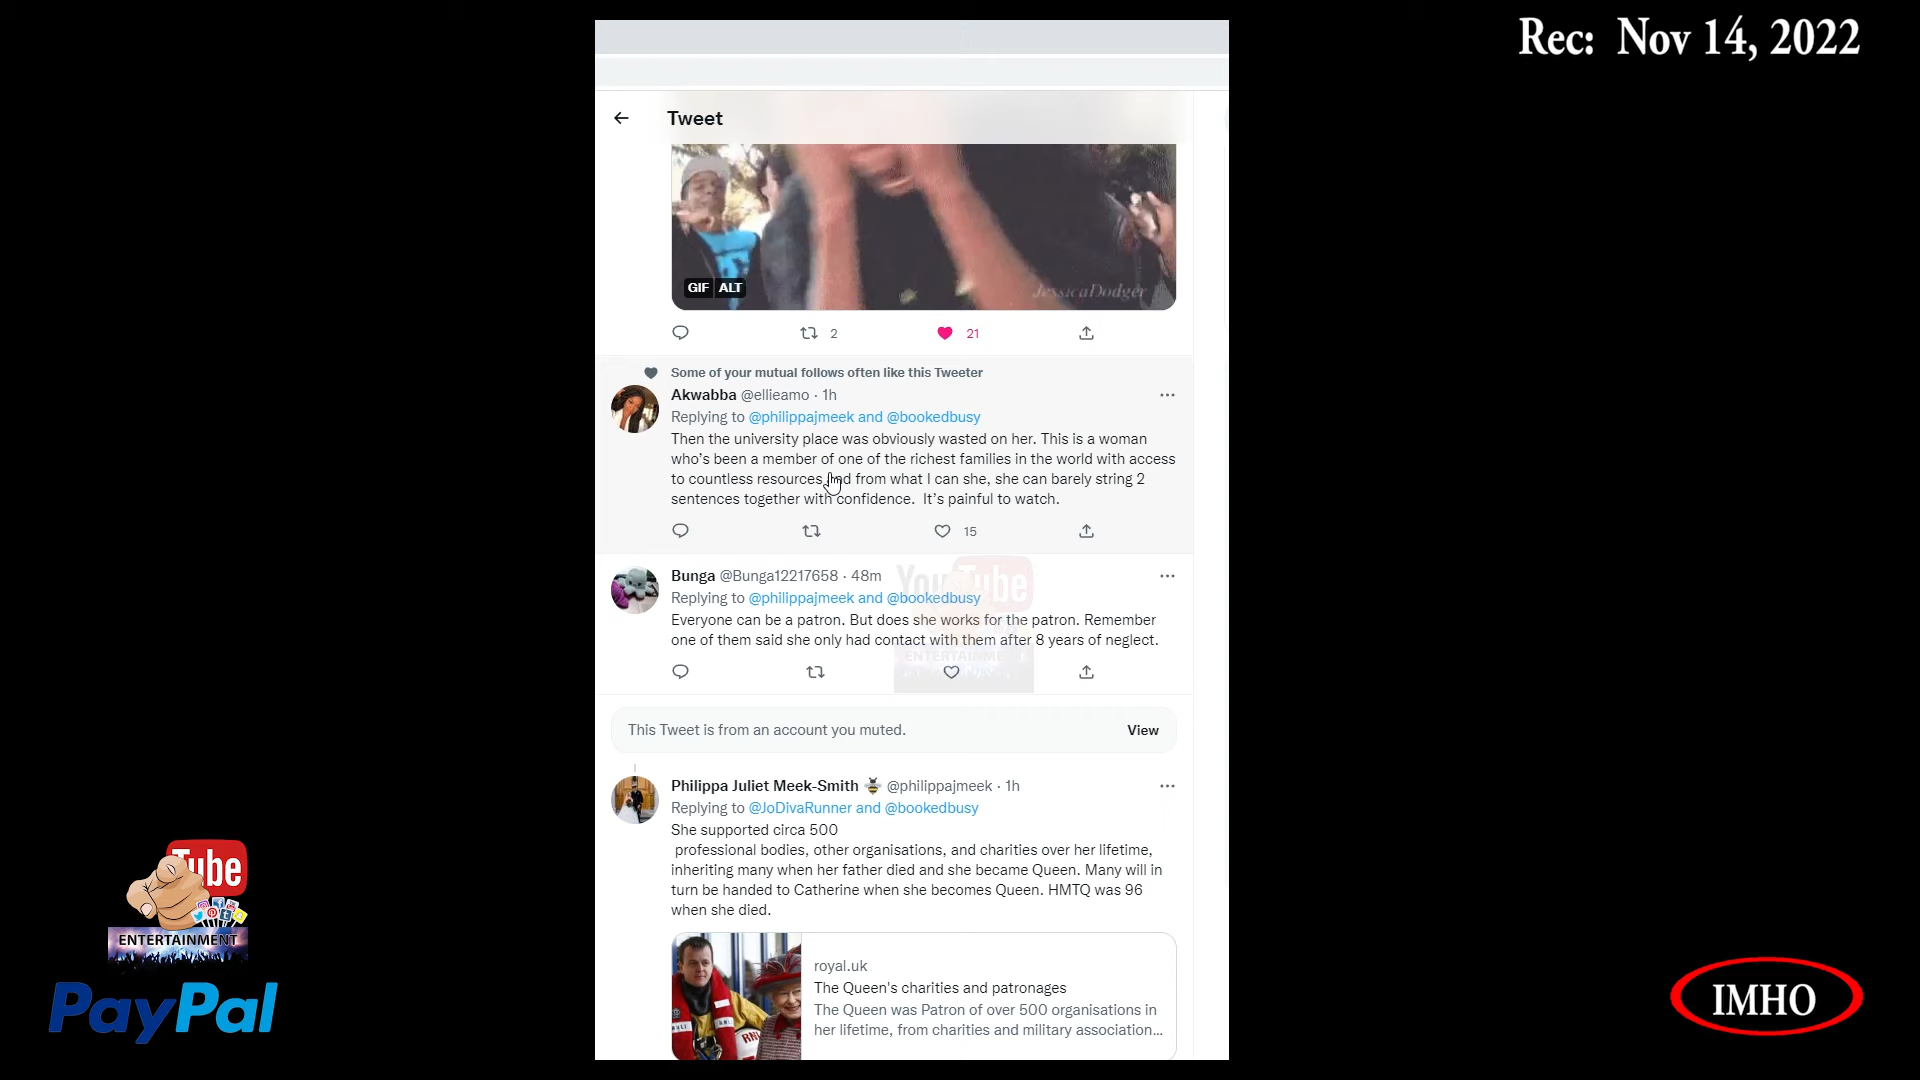 Rec: Nov 14, 2022
Tweet
GIF ALT
JessicaDodger
2
21
Some of your mutual follows often like this Tweeter
Akwabba @ellieamo · 1h
Replying to @philippajmeek and @bookedbusy
Then the university place was obviously wasted on her. This is a woman
who's been a member of one of the richest families in the world with access
to countless resources and from what I can she, she can barely string 2
sentences together with confidence. It's painful to watch.
15
Bunga @Bunga12217658 · 48m
Replying to @philippajmeek and @bookedbusy
Everyone can be a patron. But does she works for the patron. Remember
one of them said she only had contact with them after 8 years of neglect.
YouTube
ENTERTAINME
This Tweet is from an account you muted.
View
Philippa Juliet Meek-Smith 🐝 @philippajmeek · 1h
Replying to @JoDivaRunner and @bookedbusy
She supported circa 500
professional bodies, other organisations, and charities over her lifetime,
inheriting many when her father died and she became Queen. Many will in
turn be handed to Catherine when she becomes Queen. HMTQ was 96
when she died.
royal.uk
The Queen's charities and patronages
The Queen was Patron of over 500 organisations in
her lifetime, from charities and military association...
Tube
ENTERTAINMENT
PayPal
IMHO